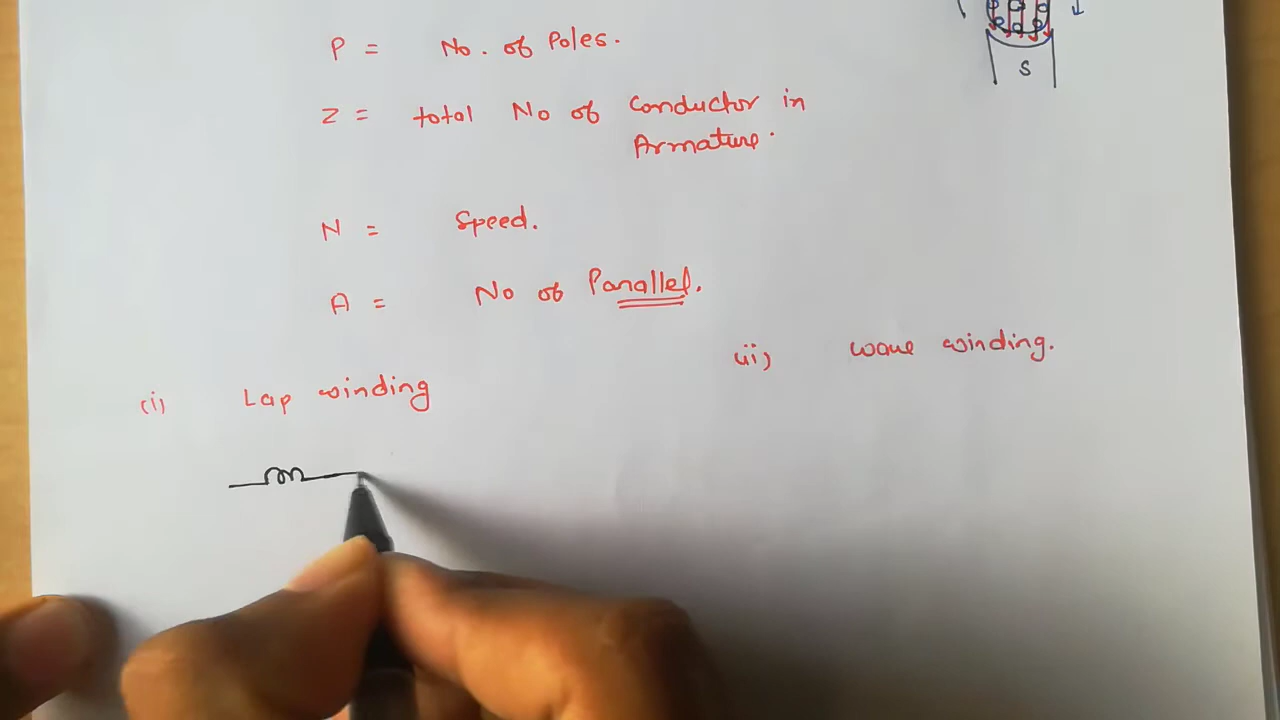 S
P = No. of Poles.
Z = total No of Conductor in
Armature.
N = Speed.
A = No of Parallel.
(i) Lap winding
(ii) wave winding.